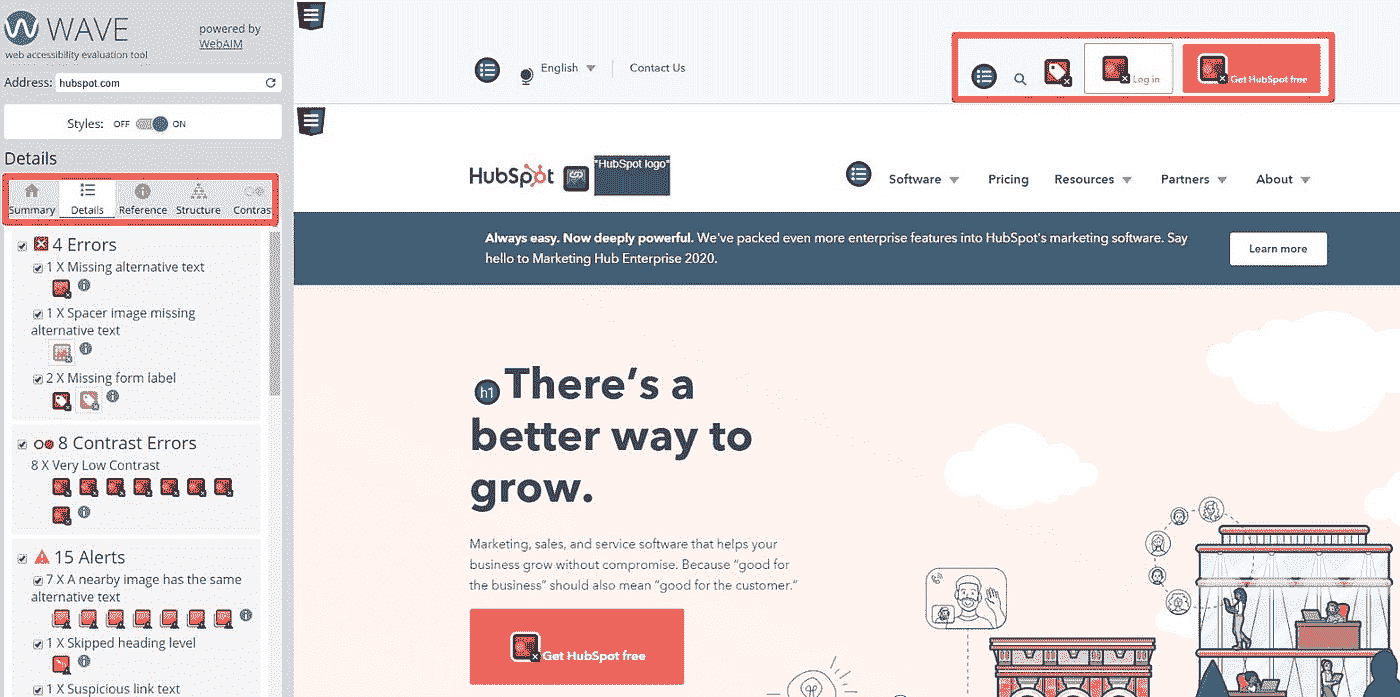 WAVE
web accessibility evaluation tool
powered by
WebAIM
Address: hubspot.com
Styles: OFF ON
Details
Summary Details Reference Structure Contras
4 Errors
1 X Missing alternative text
1 X Spacer image missing
alternative text
2 X Missing form label
8 Contrast Errors
8 X Very Low Contrast
15 Alerts
7 X A nearby image has the same
alternative text
1 X Skipped heading level
1 X Suspicious link text
English Contact Us
Log in
Get HubSpot free
HubSpot *"HubSpot logo"
Software Pricing Resources Partners About
Always easy. Now deeply powerful. We've packed even more enterprise features into HubSpot's marketing software. Say
hello to Marketing Hub Enterprise 2020.
Learn more
h1 There's a
better way to
grow.
Marketing, sales, and service software that helps your
business grow without compromise. Because “good for
the business” should also mean “good for the customer.”
Get HubSpot free